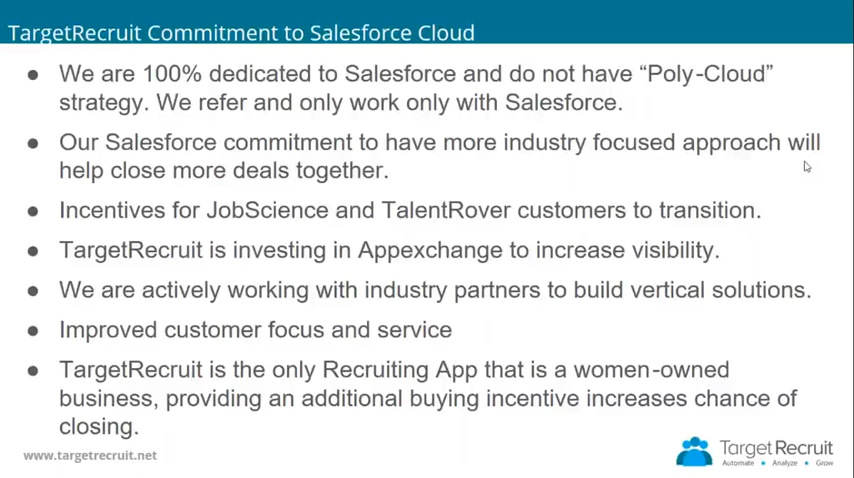 TargetRecruit Commitment to Salesforce Cloud
● We are 100% dedicated to Salesforce and do not have “Poly-Cloud”
strategy. We refer and only work only with Salesforce.
● Our Salesforce commitment to have more industry focused approach will
help close more deals together.
● Incentives for JobScience and TalentRover customers to transition.
● TargetRecruit is investing in Appexchange to increase visibility.
● We are actively working with industry partners to build vertical solutions.
● Improved customer focus and service
● TargetRecruit is the only Recruiting App that is a women-owned
business, providing an additional buying incentive increases chance of
closing.
www.targetrecruit.net
TargetRecruit
Automate ● Analyze ● Grow